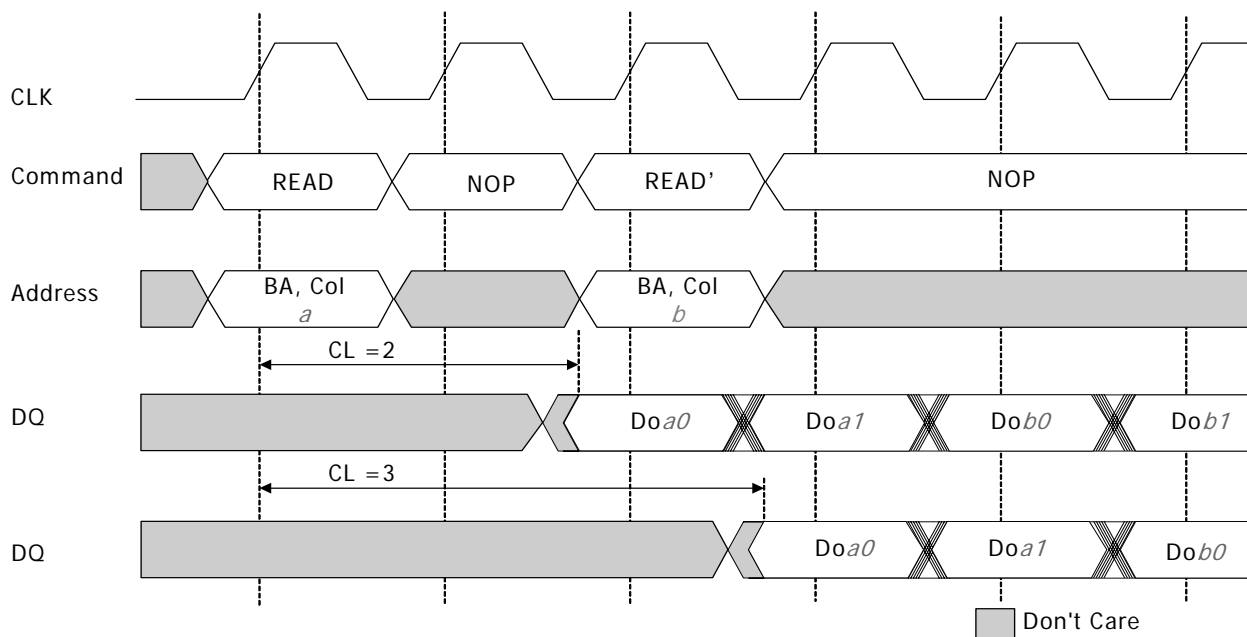 CLK
Command
READ
NOP
READ’
NOP
Address
BA, Col
a
BA, Col
b
CL =2
DQ
Doa0
Doa1
Dob0
Dob1
CL =3
DQ
Doa0
Doa1
Dob0
Don't Care